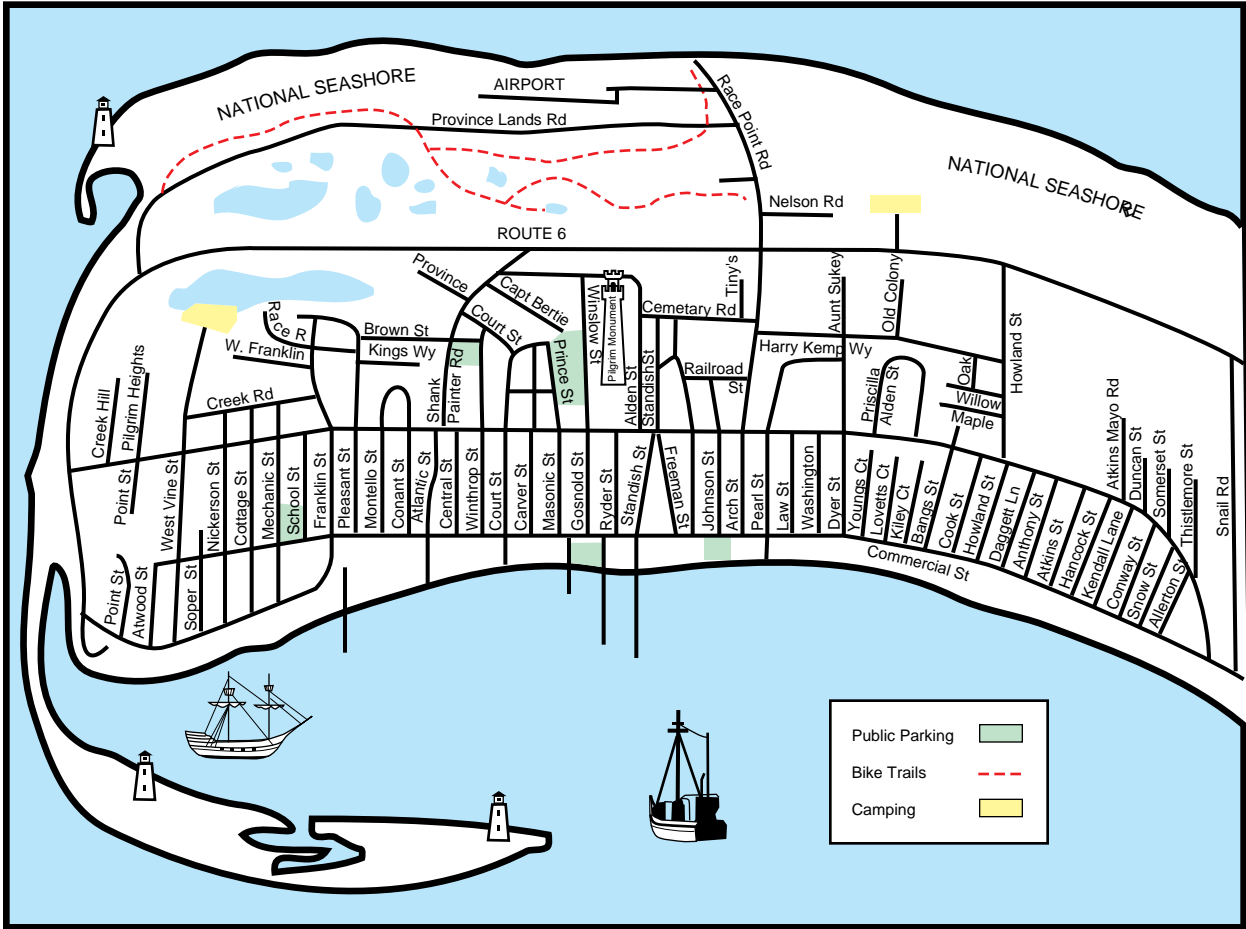 NATIONAL SEASHORE
AIRPORT
Race Point Rd
Province Lands Rd
NATIONAL SEASHORE
R
Nelson Rd
ROUTE 6
Province
Capt Bertie
Court St
Winslow St
Pilgrim Monument
Prince St
Tiny's
Cemetary Rd
Aunt Sukey
Old Colony
Race R
Brown St
Kings Wy
W. Franklin
Shank
Painter Rd
Alden St
Standish St
Railroad
St
Harry Kemp Wy
Priscilla
Alden St
Oak
Willow
Maple
Howland St
Creek Hill
Pilgrim Heights
Creek Rd
Point St
West Vine St
Nickerson St
Cottage St
Mechanic St
School St
Franklin St
Pleasant St
Montello St
Conant St
Atlantic St
Central St
Winthrop St
Court St
Carver St
Masonic St
Gosnold St
Ryder St
Standish St
Freeman St
Johnson St
Arch St
Pearl St
Law St
Washington
Dyer St
Youngs Ct
Lovetts Ct
Kiley Ct
Bangs St
Cook St
Howland St
Daggett Ln
Anthony St
Atkins St
Hancock St
Kendall Lane
Conway St
Snow St
Allerton St
Atkins Mayo Rd
Duncan St
Somerset St
Thistlemore St
Snail Rd
Point St
Atwood St
Soper St
Commercial St
Public Parking
Bike Trails
Camping